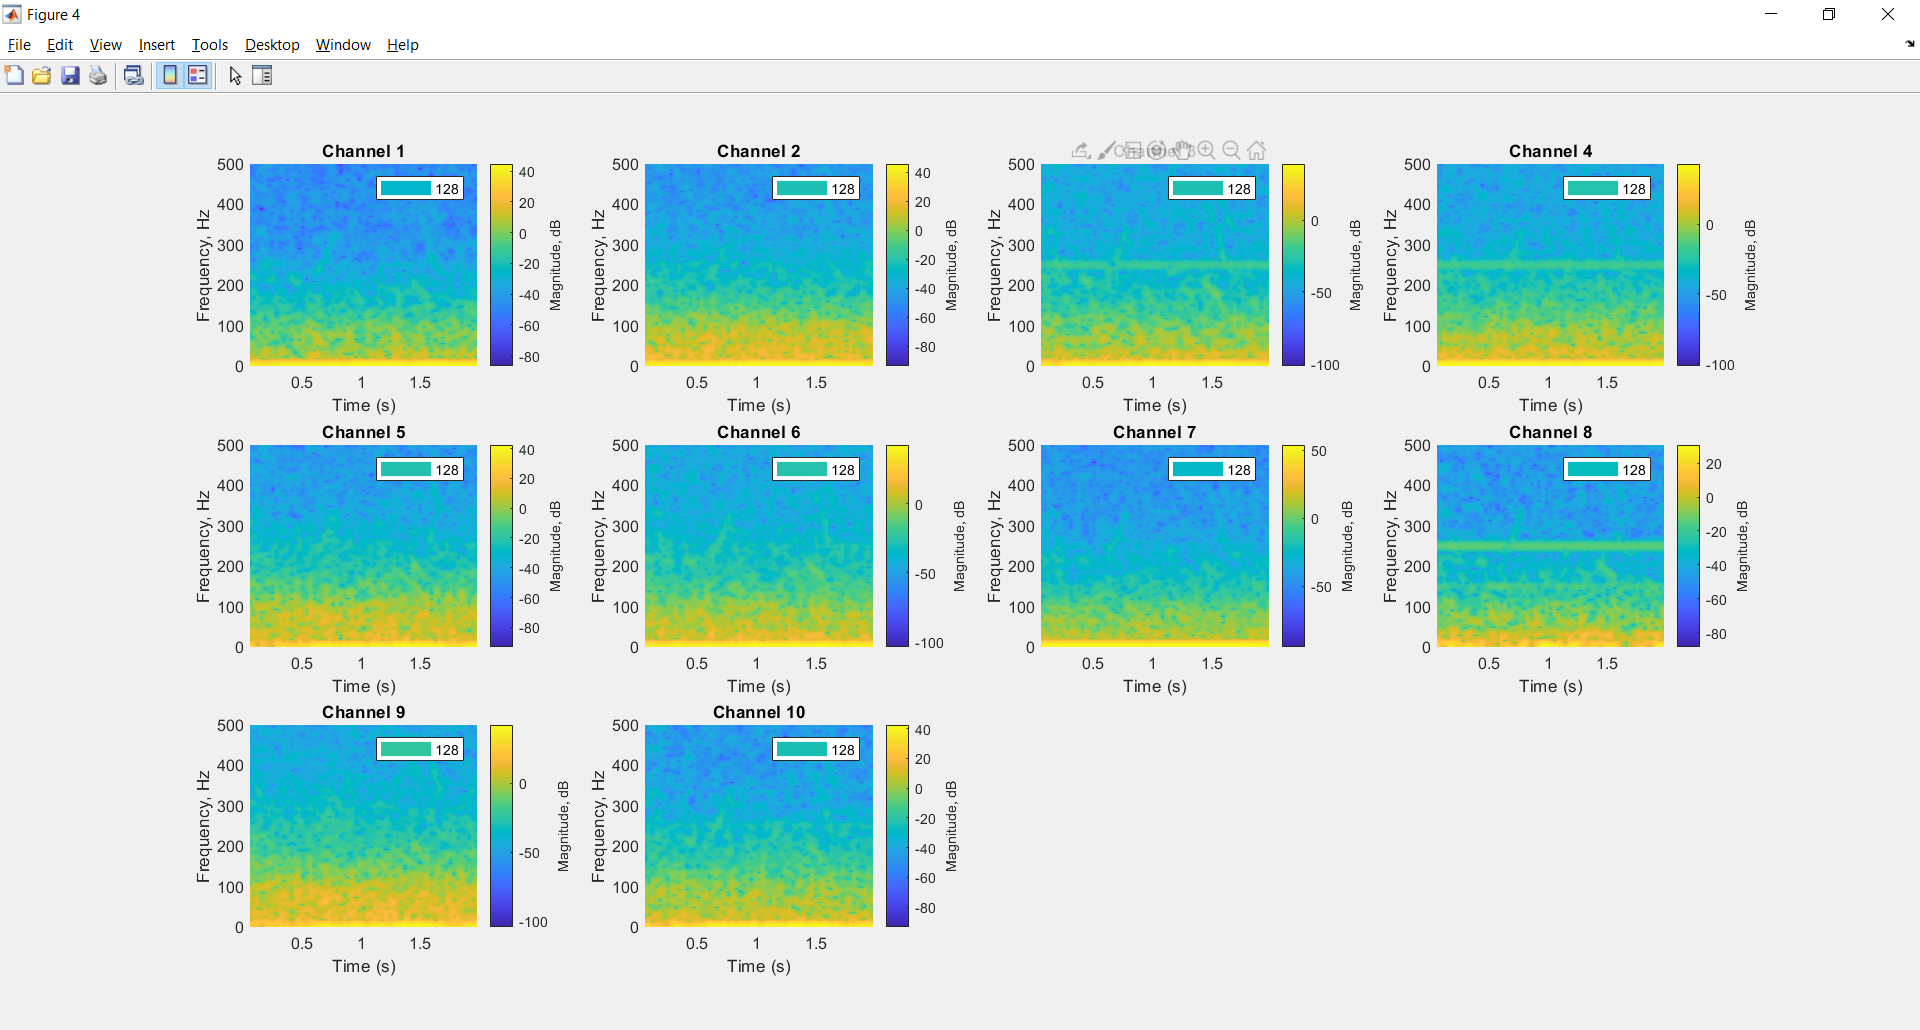 Figure 4
File Edit View Insert Tools Desktop Window Help
Channel 1
500
400
300
200
100
0
Frequency, Hz
0.5 1 1.5
Time (s)
128
40
20
0
-20
-40
-60
-80
Magnitude, dB
Channel 2
500
400
300
200
100
0
Frequency, Hz
0.5 1 1.5
Time (s)
128
40
20
0
-20
-40
-60
-80
Magnitude, dB
500
400
300
200
100
0
Frequency, Hz
0.5 1 1.5
Time (s)
128
0
-50
-100
Magnitude, dB
Channel 4
500
400
300
200
100
0
Frequency, Hz
0.5 1 1.5
Time (s)
128
0
-50
-100
Magnitude, dB
Channel 5
500
400
300
200
100
0
Frequency, Hz
0.5 1 1.5
Time (s)
128
40
20
0
-20
-40
-60
-80
Magnitude, dB
Channel 6
500
400
300
200
100
0
Frequency, Hz
0.5 1 1.5
Time (s)
128
0
-50
-100
Magnitude, dB
Channel 7
500
400
300
200
100
0
Frequency, Hz
0.5 1 1.5
Time (s)
128
50
0
-50
Magnitude, dB
Channel 8
500
400
300
200
100
0
Frequency, Hz
0.5 1 1.5
Time (s)
128
20
0
-20
-40
-60
-80
Magnitude, dB
Channel 9
500
400
300
200
100
0
Frequency, Hz
0.5 1 1.5
Time (s)
128
0
-50
-100
Magnitude, dB
Channel 10
500
400
300
200
100
0
Frequency, Hz
0.5 1 1.5
Time (s)
128
40
20
0
-20
-40
-60
-80
Magnitude, dB